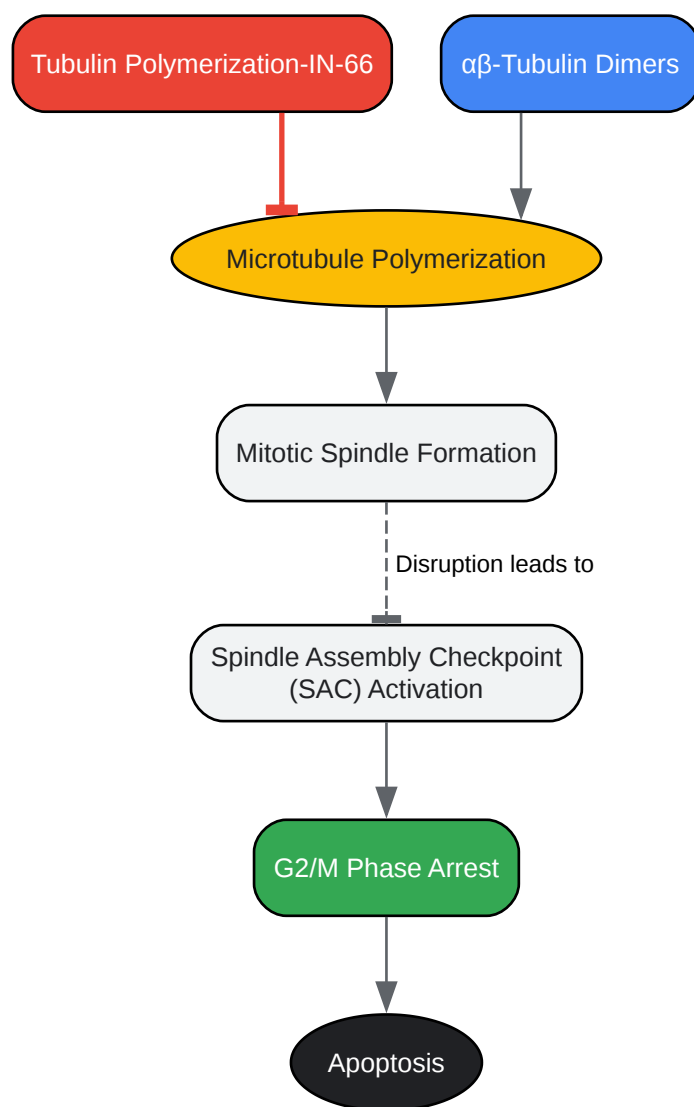 Tubulin Polymerization-IN-66
αβ-Tubulin Dimers
Microtubule Polymerization
Mitotic Spindle Formation
Disruption leads to
Spindle Assembly Checkpoint
(SAC) Activation
G2/M Phase Arrest
Apoptosis